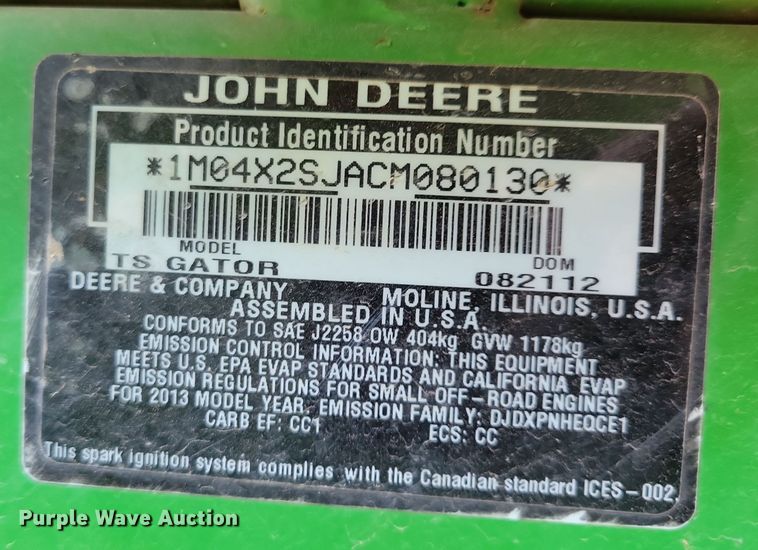 JOHN DEERE
Product Identification Number
*1M04X2SJACM080130*
MODEL DOM
TS GATOR 082112
DEERE & COMPANY MOLINE, ILLINOIS, U.S.A.
ASSEMBLED IN U.S.A.
CONFORMS TO SAE J2258 OW 404kg GVW 1178kg
EMISSION CONTROL INFORMATION: THIS EQUIPMENT
MEETS U.S. EPA EVAP STANDARDS AND CALIFORNIA EVAP
EMISSION REGULATIONS FOR SMALL OFF-ROAD ENGINES
FOR 2013 MODEL YEAR. EMISSION FAMILY: DJDXPNHEQCE1
CARB EF: CC1 ECS: CC
This spark ignition system complies with the Canadian standard ICES-002.
Purple Wave Auction